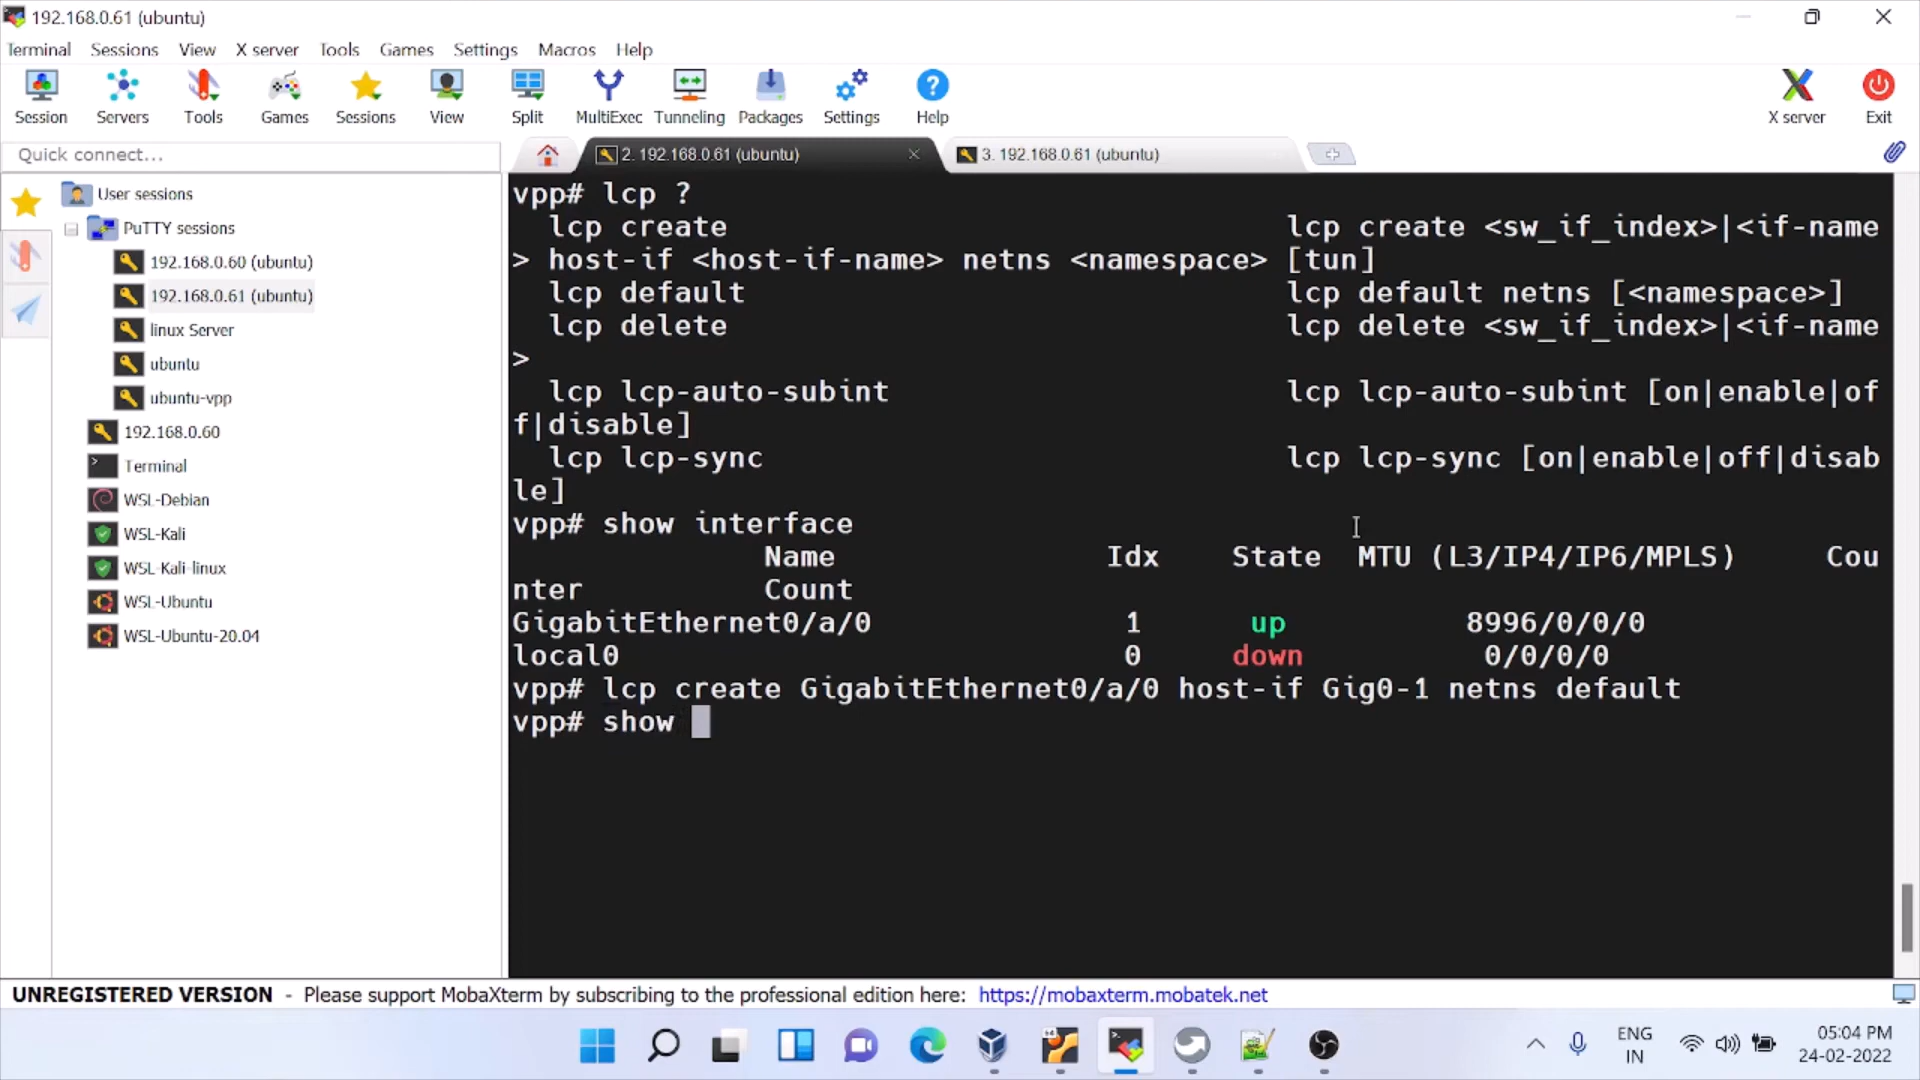 192.168.0.61 (ubuntu)
Terminal Sessions View X server Tools Games Settings Macros Help
Session Servers Tools Games Sessions View Split MultiExec Tunneling Packages Settings Help X server Exit
Quick connect...
2. 192.168.0.61 (ubuntu)
3. 192.168.0.61 (ubuntu)
User sessions
PuTTY sessions
192.168.0.60 (ubuntu)
192.168.0.61 (ubuntu)
linux Server
ubuntu
ubuntu-vpp
192.168.0.60
Terminal
WSL-Debian
WSL-Kali
WSL-Kali-linux
WSL-Ubuntu
WSL-Ubuntu-20.04
vpp# lcp ?
lcp create lcp create <sw_if_index>|<if-name
> host-if <host-if-name> netns <namespace> [tun]
lcp default lcp default netns [<namespace>]
lcp delete lcp delete <sw_if_index>|<if-name
>
lcp lcp-auto-subint lcp lcp-auto-subint [on|enable|of
f|disable]
lcp lcp-sync lcp lcp-sync [on|enable|off|disab
le]
vpp# show interface
Name Idx State MTU (L3/IP4/IP6/MPLS) Cou
nter Count
GigabitEthernet0/a/0 1 up 8996/0/0/0
local0 0 down 0/0/0/0
vpp# lcp create GigabitEthernet0/a/0 host-if Gig0-1 netns default
vpp# show
UNREGISTERED VERSION - Please support MobaXterm by subscribing to the professional edition here: https://mobaxterm.mobatek.net
ENG
IN
05:04 PM
24-02-2022